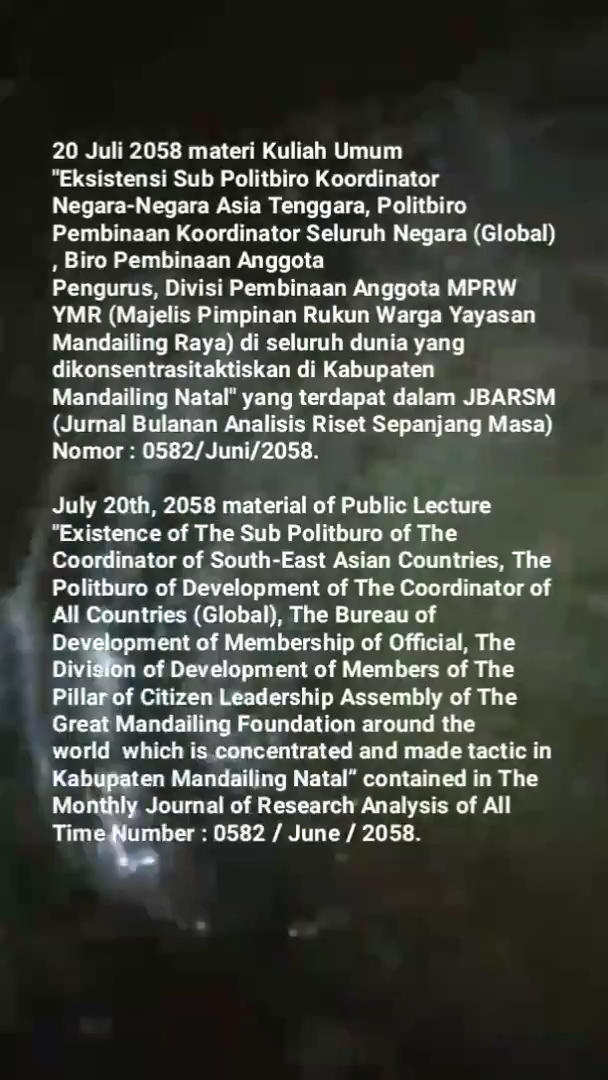 20 Juli 2058 materi Kuliah Umum
"Eksistensi Sub Politbiro Koordinator
Negara-Negara Asia Tenggara, Politbiro
Pembinaan Koordinator Seluruh Negara (Global)
, Biro Pembinaan Anggota
Pengurus, Divisi Pembinaan Anggota MPRW
YMR (Majelis Pimpinan Rukun Warga Yayasan
Mandailing Raya) di seluruh dunia yang
dikonsentrasitaktiskan di Kabupaten
Mandailing Natal" yang terdapat dalam JBARSM
(Jurnal Bulanan Analisis Riset Sepanjang Masa)
Nomor : 0582/Juni/2058.
July 20th, 2058 material of Public Lecture
"Existence of The Sub Politburo of The
Coordinator of South-East Asian Countries, The
Politburo of Development of The Coordinator of
All Countries (Global), The Bureau of
Development of Membership of Official, The
Division of Development of Members of The
Pillar of Citizen Leadership Assembly of The
Great Mandailing Foundation around the
world  which is concentrated and made tactic in
Kabupaten Mandailing Natal" contained in The
Monthly Journal of Research Analysis of All
Time Number : 0582 / June / 2058.